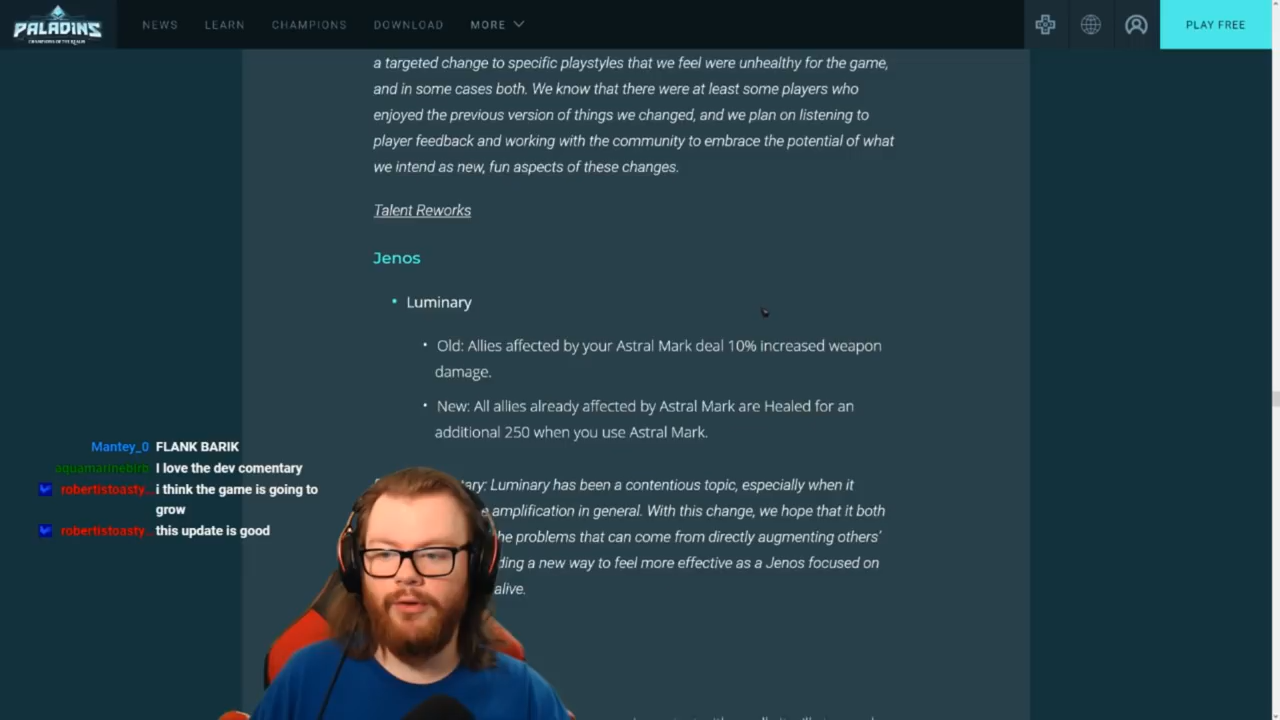 PALADINS
CHAMPIONS OF THE REALM
NEWS
LEARN
CHAMPIONS
DOWNLOAD
MORE
PLAY FREE
a targeted change to specific playstyles that we feel were unhealthy for the game,
and in some cases both. We know that there were at least some players who
enjoyed the previous version of things we changed, and we plan on listening to
player feedback and working with the community to embrace the potential of what
we intend as new, fun aspects of these changes.
Talent Reworks
Jenos
• Luminary
• Old: Allies affected by your Astral Mark deal 10% increased weapon
damage.
• New: All allies already affected by Astral Mark are Healed for an
additional 250 when you use Astral Mark.
Mantey_0 FLANK BARIK
aquamarinebirb I love the dev comentary
robertistoasty... i think the game is going to
grow
robertistoasty... this update is good
Luminary has been a contentious topic, especially when it
amplification in general. With this change, we hope that it both
the problems that can come from directly augmenting others'
a new way to feel more effective as a Jenos focused on
alive.